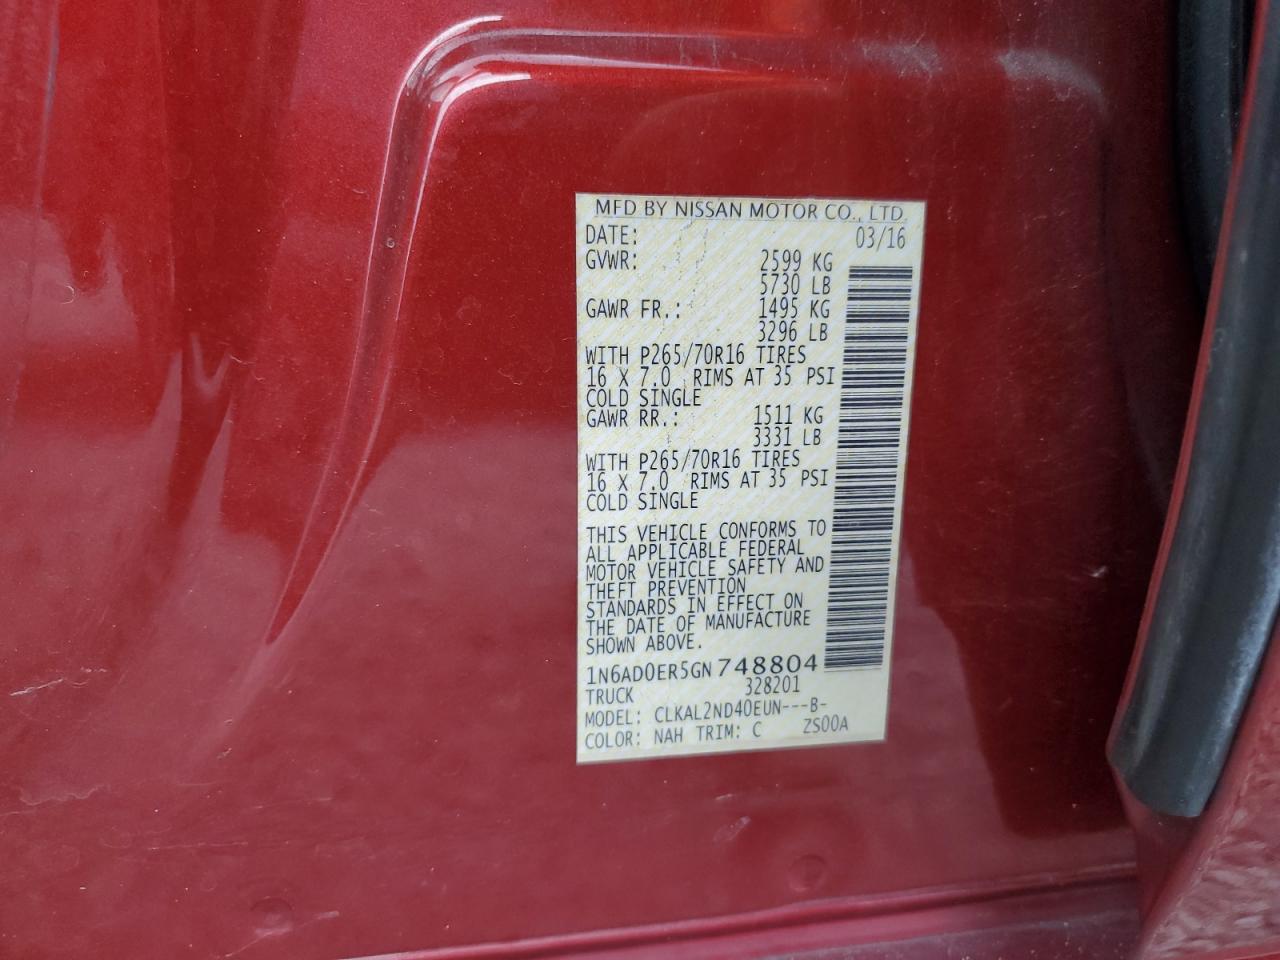 MFD BY NISSAN MOTOR CO., LTD.
DATE: 03/16
GVWR: 2599 KG
5730 LB
GAWR FR.: 1495 KG
3296 LB
WITH P265/70R16 TIRES
16 X 7.0 RIMS AT 35 PSI
COLD SINGLE
GAWR RR.: 1511 KG
3331 LB
WITH P265/70R16 TIRES
16 X 7.0 RIMS AT 35 PSI
COLD SINGLE
THIS VEHICLE CONFORMS TO
ALL APPLICABLE FEDERAL
MOTOR VEHICLE SAFETY AND
THEFT PREVENTION
STANDARDS IN EFFECT ON
THE DATE OF MANUFACTURE
SHOWN ABOVE.
1N6AD0ER5GN748804
TRUCK 328201
MODEL: CLKAL2ND40EUN---B-
COLOR: NAH TRIM: C ZS00A